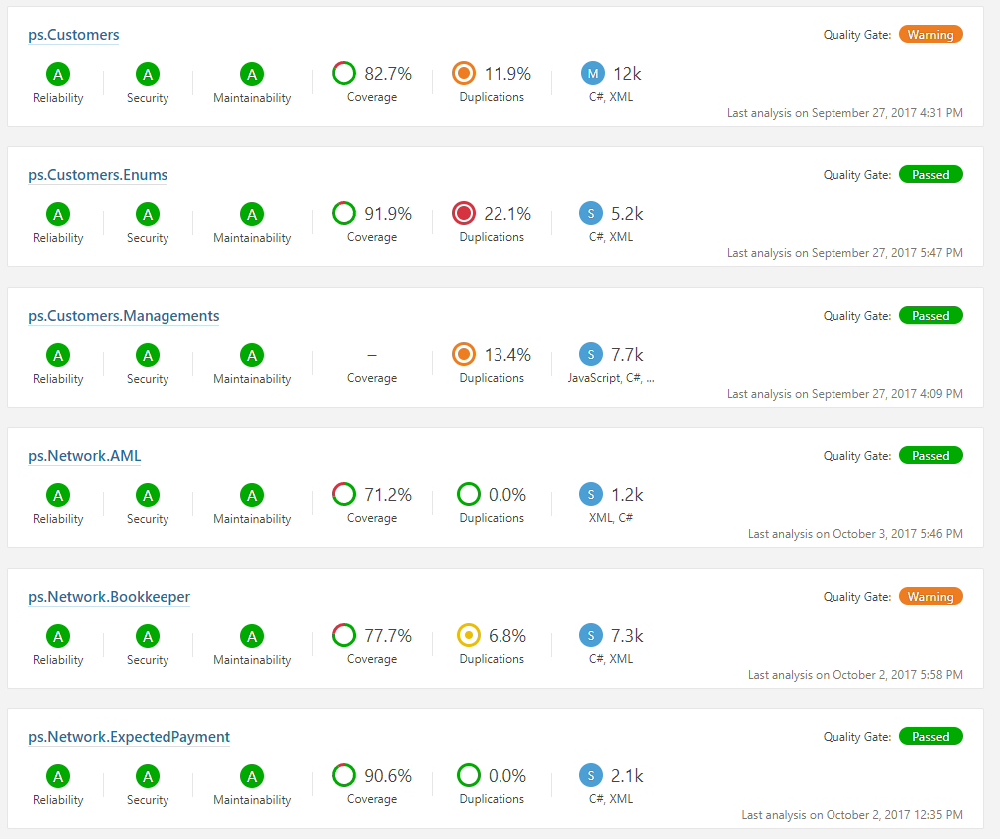 ps.Customers Quality Gate: Warning
A A A 82.7% 11.9% M 12k
Reliability Security Maintainability Coverage Duplications C#, XML
Last analysis on September 27, 2017 4:31 PM
ps.Customers.Enums Quality Gate: Passed
A A A 91.9% 22.1% S 5.2k
Reliability Security Maintainability Coverage Duplications C#, XML
Last analysis on September 27, 2017 5:47 PM
ps.Customers.Managements Quality Gate: Passed
A A A – 13.4% S 7.7k
Reliability Security Maintainability Coverage Duplications JavaScript, C#, ...
Last analysis on September 27, 2017 4:09 PM
ps.Network.AML Quality Gate: Passed
A A A 71.2% 0.0% S 1.2k
Reliability Security Maintainability Coverage Duplications XML, C#
Last analysis on October 3, 2017 5:46 PM
ps.Network.Bookkeeper Quality Gate: Warning
A A A 77.7% 6.8% S 7.3k
Reliability Security Maintainability Coverage Duplications C#, XML
Last analysis on October 2, 2017 5:58 PM
ps.Network.ExpectedPayment Quality Gate: Passed
A A A 90.6% 0.0% S 2.1k
Reliability Security Maintainability Coverage Duplications C#, XML
Last analysis on October 2, 2017 12:35 PM